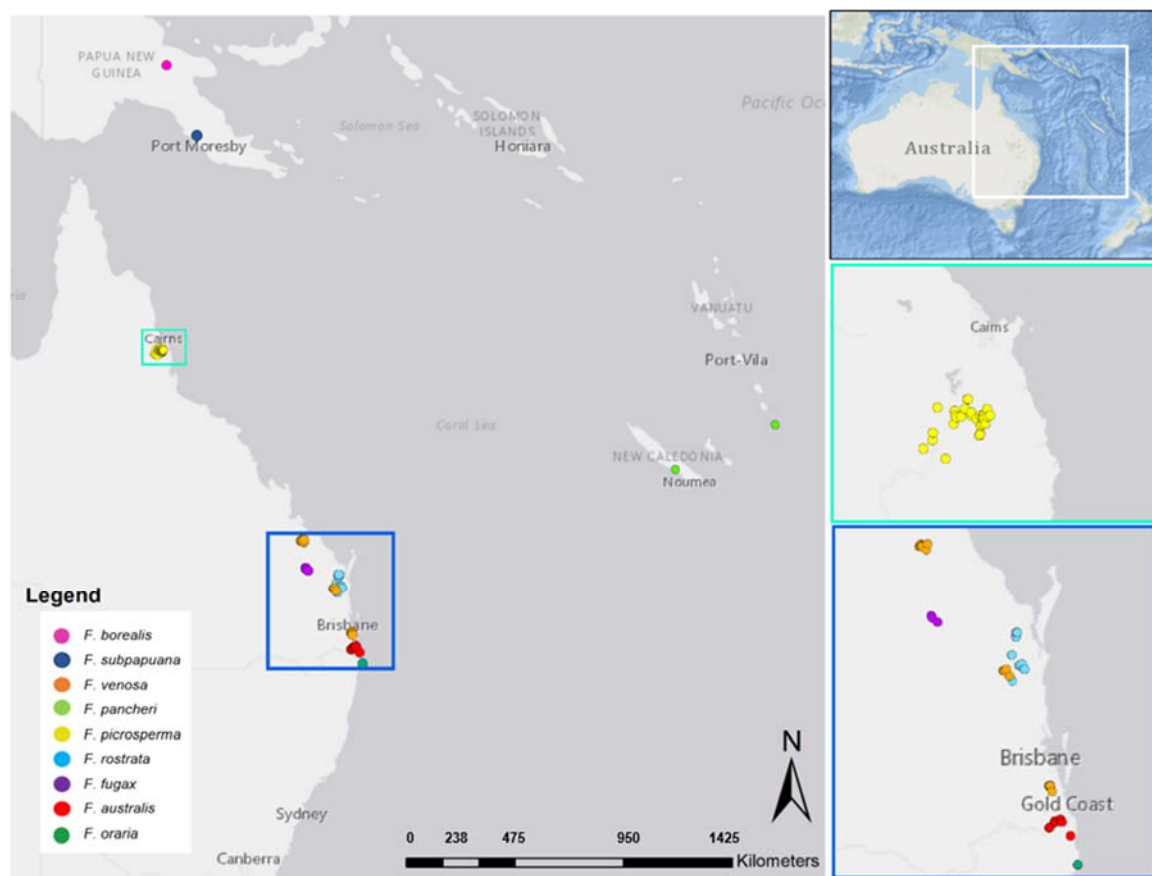 PAPUA NEW
GUINEA
Port Moresby
Solomon Sea
SOLOMON
ISLANDS
Honiara
Pacific Oce
ria
Cairns
Coral Sea
VANUATU
Port-Vila
NEW CALEDONIA
Noumea
Brisbane
Sydney
Canberra
Legend
F. borealis
F. subpapuana
F. venosa
F. pancheri
F. picrosperma
F. rostrata
F. fugax
F. australis
F. oraria
N
0 238 475 950 1425
Kilometers
Australia
Cairns
Brisbane
Gold Coast